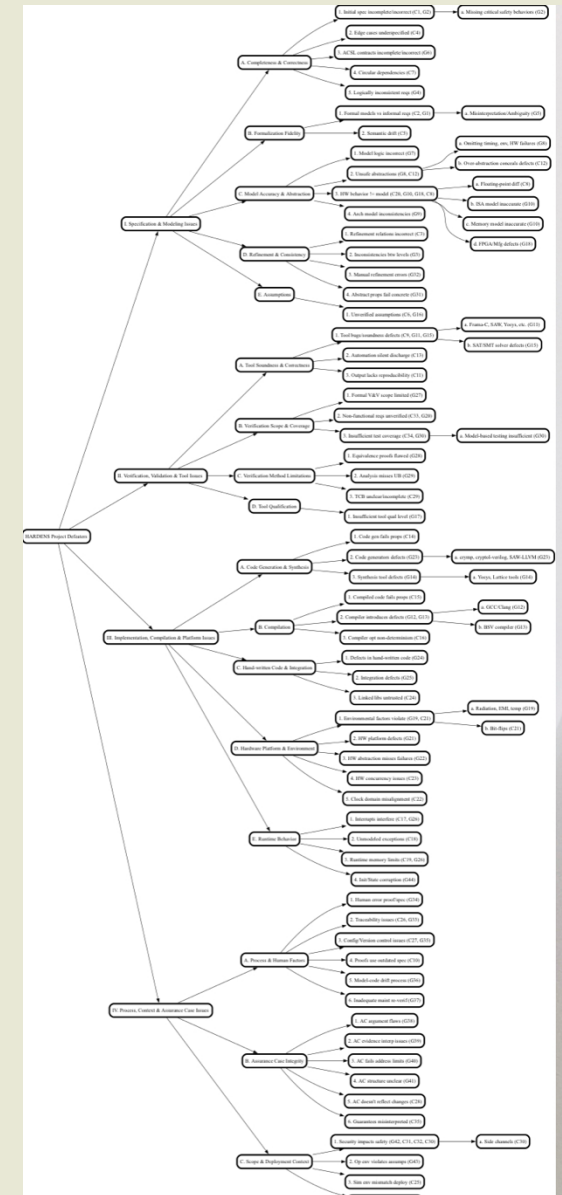 HARDENS Project Defeaters
I. Specification & Modeling Issues
A. Completeness & Correctness
1. Initial spec incomplete/incorrect (C1, G2)
a. Missing critical safety behaviors (G2)
2. Edge cases underspecified (C4)
3. ACSL contracts incomplete/incorrect (G6)
4. Circular dependencies (C7)
5. Logically inconsistent reqs (G4)
B. Formalization Fidelity
1. Formal models vs informal reqs (C2, G1)
a. Misinterpretation/Ambiguity (G5)
2. Semantic drift (C5)
C. Model Accuracy & Abstraction
1. Model logic incorrect (G7)
2. Unsafe abstractions (G8, C12)
a. Omitting timing, env, HW failures (G8)
b. Over-abstraction conceals defects (C12)
3. HW behavior != model (C20, G10, G18, C8)
a. Floating-point diff (C8)
b. ISA model inaccurate (G10)
c. Memory model inaccurate (G10)
d. FPGA/Mfg defects (G18)
4. Arch model inconsistencies (G9)
D. Refinement & Consistency
1. Refinement relations incorrect (C3)
2. Inconsistencies btw levels (G3)
3. Manual refinement errors (G32)
4. Abstract props fail concrete (G31)
E. Assumptions
1. Unverified assumptions (C6, G16)
II. Verification, Validation & Tool Issues
A. Tool Soundness & Correctness
1. Tool bugs/soundness defects (C9, G11, G15)
a. Frama-C, SAW, Yosys, etc. (G11)
b. SAT/SMT solver defects (G15)
2. Automation silent discharge (C13)
3. Output lacks reproducibility (C11)
B. Verification Scope & Coverage
1. Formal V&V scope limited (G27)
2. Non-functional reqs unverified (C33, G28)
3. Insufficient test coverage (C34, G30)
a. Model-based testing insufficient (G30)
C. Verification Method Limitations
1. Equivalence proofs flawed (G28)
2. Analysis misses UB (G29)
3. TCB unclear/incomplete (C29)
D. Tool Qualification
1. Insufficient tool qual level (G17)
III. Implementation, Compilation & Platform Issues
A. Code Generation & Synthesis
1. Code gen fails props (C14)
2. Code generation defects (G23)
a. crymp, cryptol-verilog, SAW-LLVM (G23)
3. Synthesis tool defects (G14)
a. Yosys, Lattice tools (G14)
B. Compilation
1. Compiled code fails props (C15)
2. Compiler introduces defects (G12, G13)
a. GCC/Clang (G12)
b. BSV compiler (G13)
3. Compiler opt non-determinism (C16)
C. Hand-written Code & Integration
1. Defects in hand-written code (G24)
2. Integration defects (G25)
3. Linked libs untrusted (C24)
D. Hardware Platform & Environment
1. Environmental factors violate (G19, C21)
a. Radiation, EMI, temp (G19)
b. Bit-flips (C21)
2. HW platform defects (G21)
3. HW abstraction misses failures (G22)
4. HW concurrency issues (C23)
5. Clock domain misalignment (C22)
E. Runtime Behavior
1. Interrupts interfere (C17, G26)
2. Unmodeled exceptions (C18)
3. Runtime memory limits (C19, G20)
4. Init/State corruption (G44)
IV. Process, Context & Assurance Case Issues
A. Process & Human Factors
1. Human error proof/spec (G34)
2. Traceability issues (C26, G35)
3. Config/Version control issues (C27, G33)
4. Proofs use outdated spec (C10)
5. Model-code drift process (G36)
6. Inadequate maint re-verif (G37)
B. Assurance Case Integrity
1. AC argument flaws (G38)
2. AC evidence interp issues (G39)
3. AC fails address limits (G40)
4. AC structure unclear (G41)
5. AC doesn't reflect changes (C28)
6. Guarantees misinterpreted (C35)
C. Scope & Deployment Context
1. Security impacts safety (G42, C31, C32, C30)
a. Side channels (C30)
2. Op env violates assumps (G43)
3. Sim env mismatch deploy (C25)